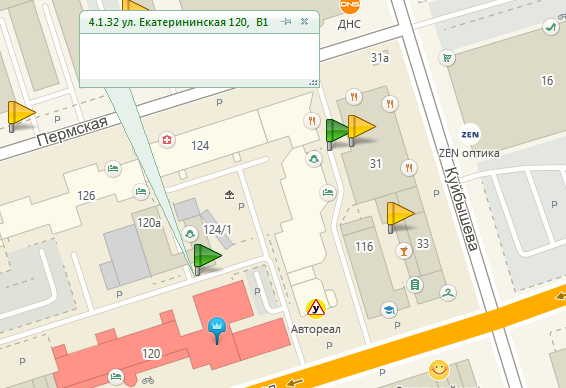 4.1.32 ул. Екатерининская 120, В1
DNS
ДНС
31а
16
Пермская
P
P
P
124
ZEN
ZEN оптика
31
126
P
P
120а
124/1
Куйбышева
33
116
P
P
P
У
Автореал
120
P
P